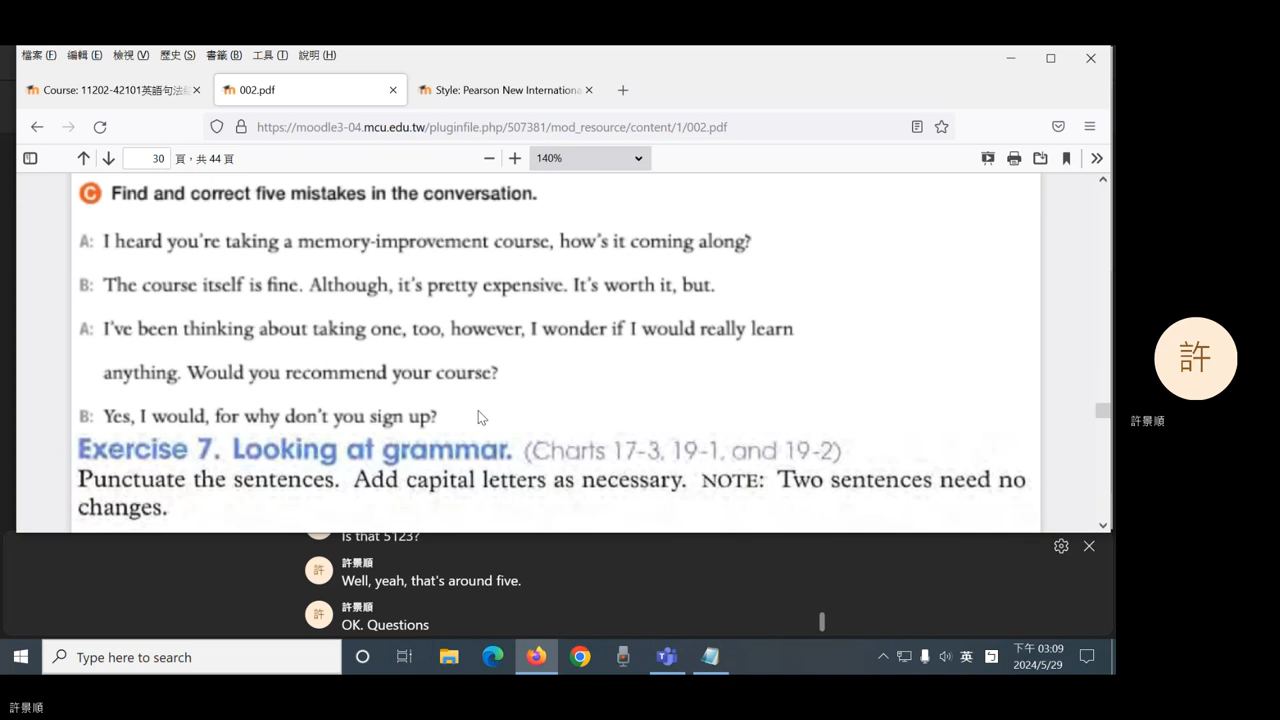 檔案 (F) 編輯 (E) 檢視 (V) 歷史 (S) 書籤 (B) 工具 (T) 說明 (H)
Course: 11202-42101英語句法
002.pdf
Style: Pearson New Internationa
https://moodle3-04.mcu.edu.tw/pluginfile.php/507381/mod_resource/content/1/002.pdf
30 頁，共 44 頁
140%
C Find and correct five mistakes in the conversation.
A: I heard you're taking a memory-improvement course, how's it coming along?
B: The course itself is fine. Although, it's pretty expensive. It's worth it, but.
A: I've been thinking about taking one, too, however, I wonder if I would really learn
anything. Would you recommend your course?
B: Yes, I would, for why don't you sign up?
Exercise 7. Looking at grammar. (Charts 17-3, 19-1, and 19-2)
Punctuate the sentences. Add capital letters as necessary. NOTE: Two sentences need no
changes.
許
許景順
Is that 5123?
許 許景順
Well, yeah, that's around five.
許 許景順
OK. Questions
Type here to search
英
下午 03:09
2024/5/29
許景順